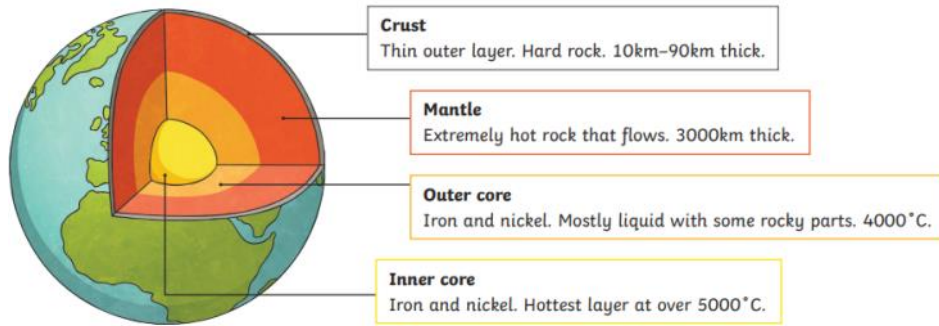 Crust
Thin outer layer. Hard rock. 10km–90km thick.
Mantle
Extremely hot rock that flows. 3000km thick.
Outer core
Iron and nickel. Mostly liquid with some rocky parts. 4000˚C.
Inner core
Iron and nickel. Hottest layer at over 5000˚C.